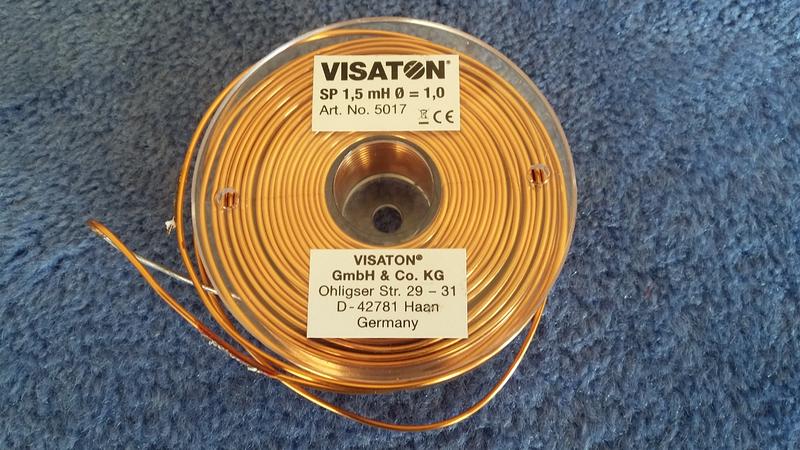 VISATON®
SP 1,5 mH Ø = 1,0
Art. No. 5017 CE
VISATON®
GmbH & Co. KG
Ohligser Str. 29 – 31
D - 42781 Haan
Germany